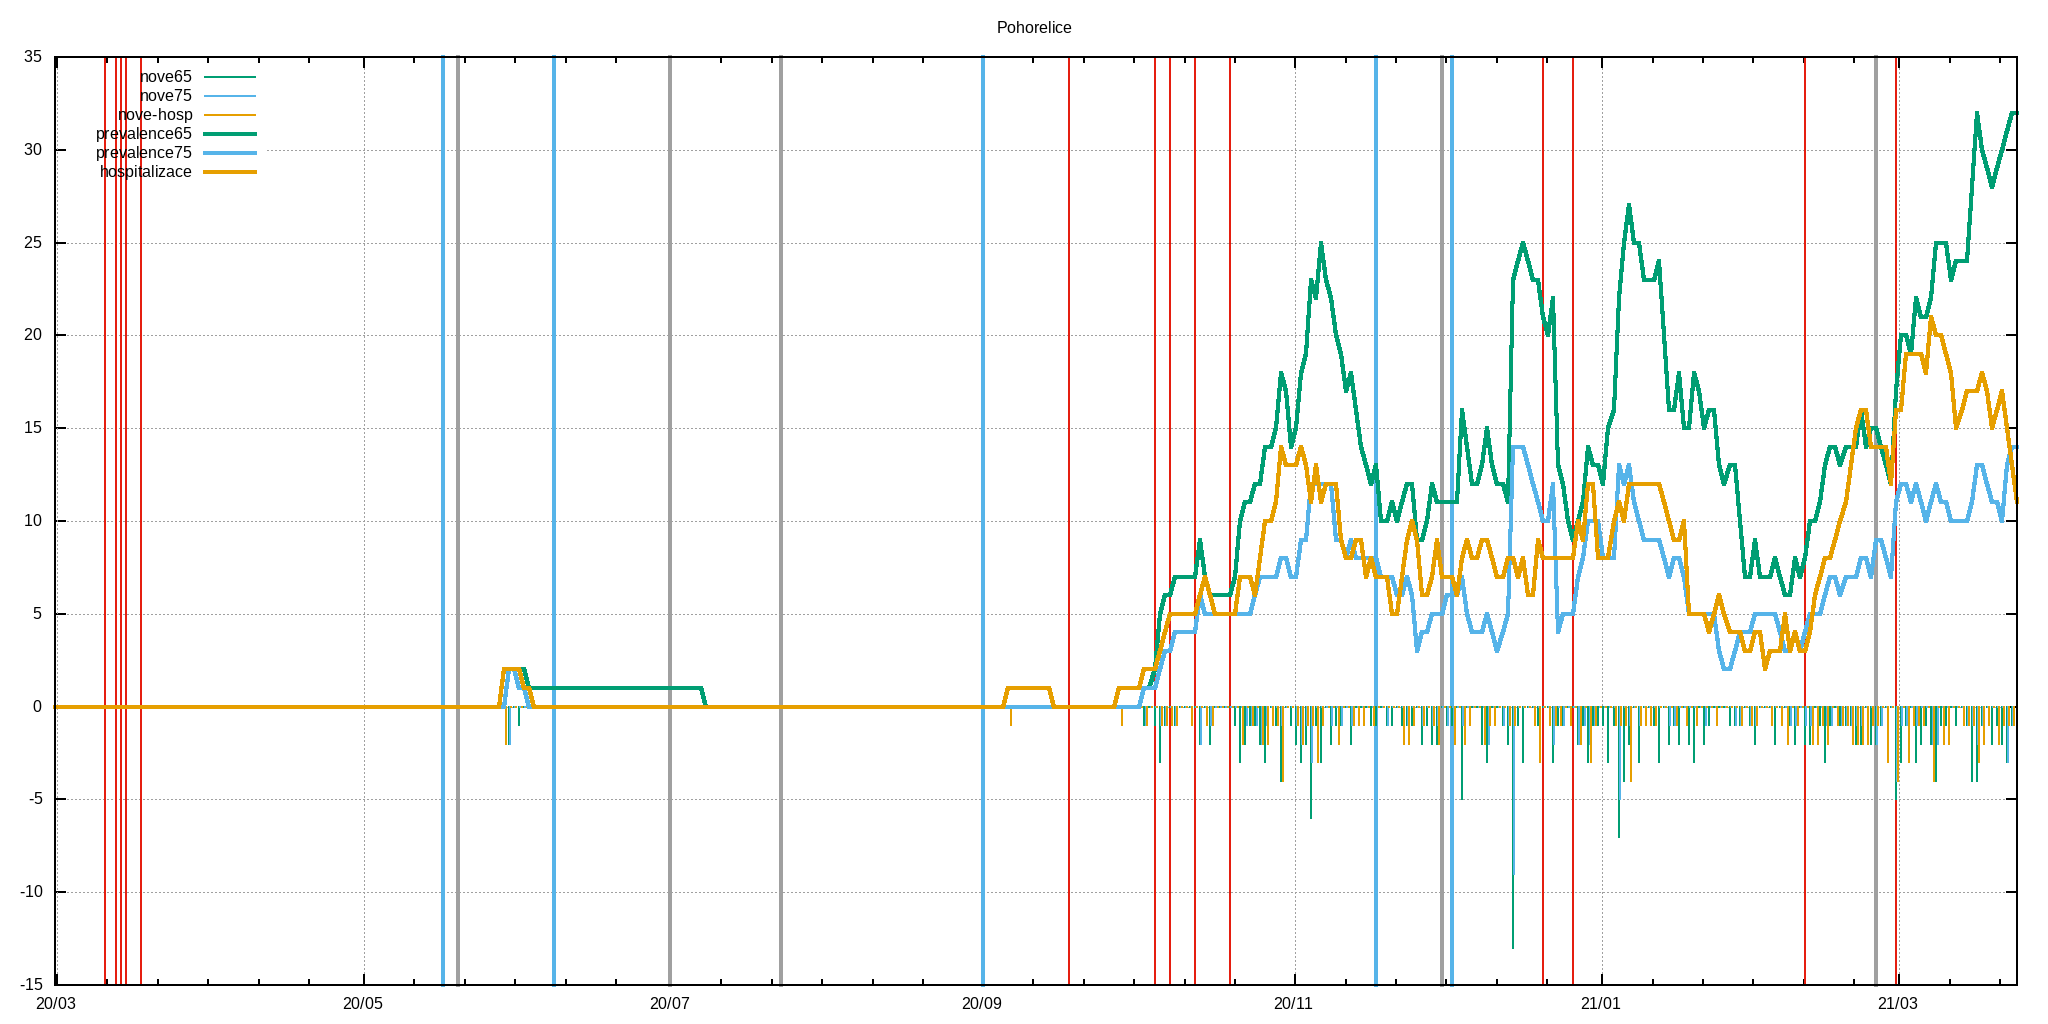 Pohorelice
35
30
25
20
15
10
5
0
-5
-10
-15
nove65
nove75
nove-hosp
prevalence65
prevalence75
hospitalizace
20/03 20/05 20/07 20/09 20/11 21/01 21/03